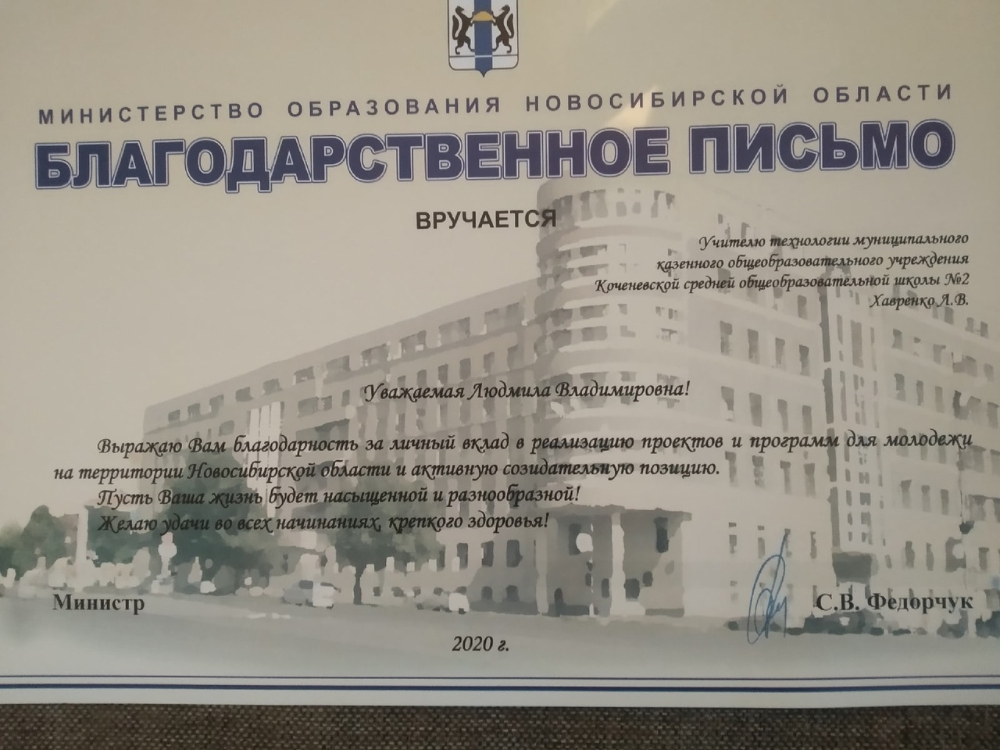 МИНИСТЕРСТВО ОБРАЗОВАНИЯ НОВОСИБИРСКОЙ ОБЛАСТИ
БЛАГОДАРСТВЕННОЕ ПИСЬМО
ВРУЧАЕТСЯ
Учителю технологии муниципального
казенного общеобразовательного учреждения
Коченевской средней общеобразовательной школы №2
Хавренко Л.В.
Уважаемая Людмила Владимировна!
Выражаю Вам благодарность за личный вклад в реализацию проектов и программ для молодежи
на территории Новосибирской области и активную созидательную позицию.
Пусть Ваша жизнь будет насыщенной и разнообразной!
Желаю удачи во всех начинаниях, крепкого здоровья!
Министр
С.В. Федорчук
2020 г.